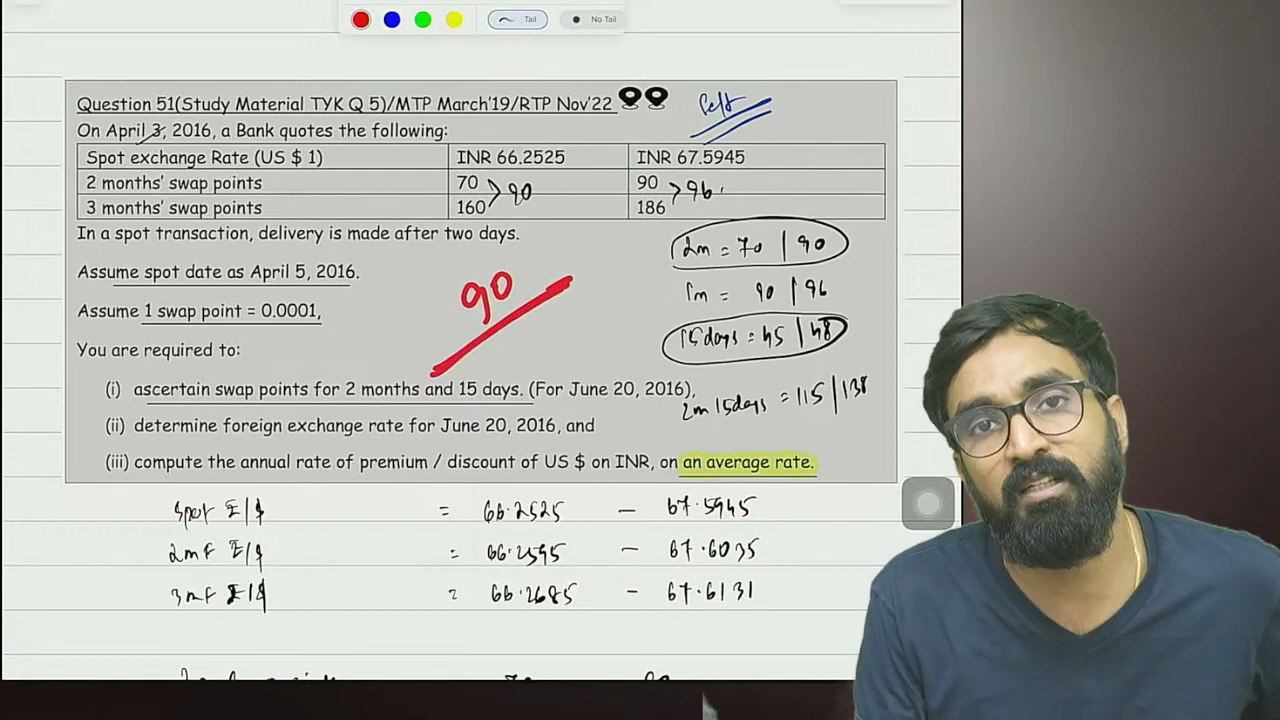 Tail
No Tail
Question 51(Study Material TYK Q 5)/MTP March'19/RTP Nov'22
Self
On April 3, 2016, a Bank quotes the following:
Spot exchange Rate (US $ 1) INR 66.2525 INR 67.5945
2 months' swap points 70 90
90 96
3 months' swap points 160 186
In a spot transaction, delivery is made after two days.
2m = 70 | 90
Assume spot date as April 5, 2016.
90
1m = 90 | 96
Assume 1 swap point = 0.0001,
15 days = 45 | 48
You are required to:
(i) ascertain swap points for 2 months and 15 days. (For June 20, 2016),
2m 15days = 115/138
(ii) determine foreign exchange rate for June 20, 2016, and
(iii) compute the annual rate of premium / discount of US $ on INR, on an average rate.
Spot ₹/$ = 66.2525 - 67.5945
2mf ₹/$ = 66.2595 - 67.6035
3mf ₹/$ = 66.2685 - 67.6131